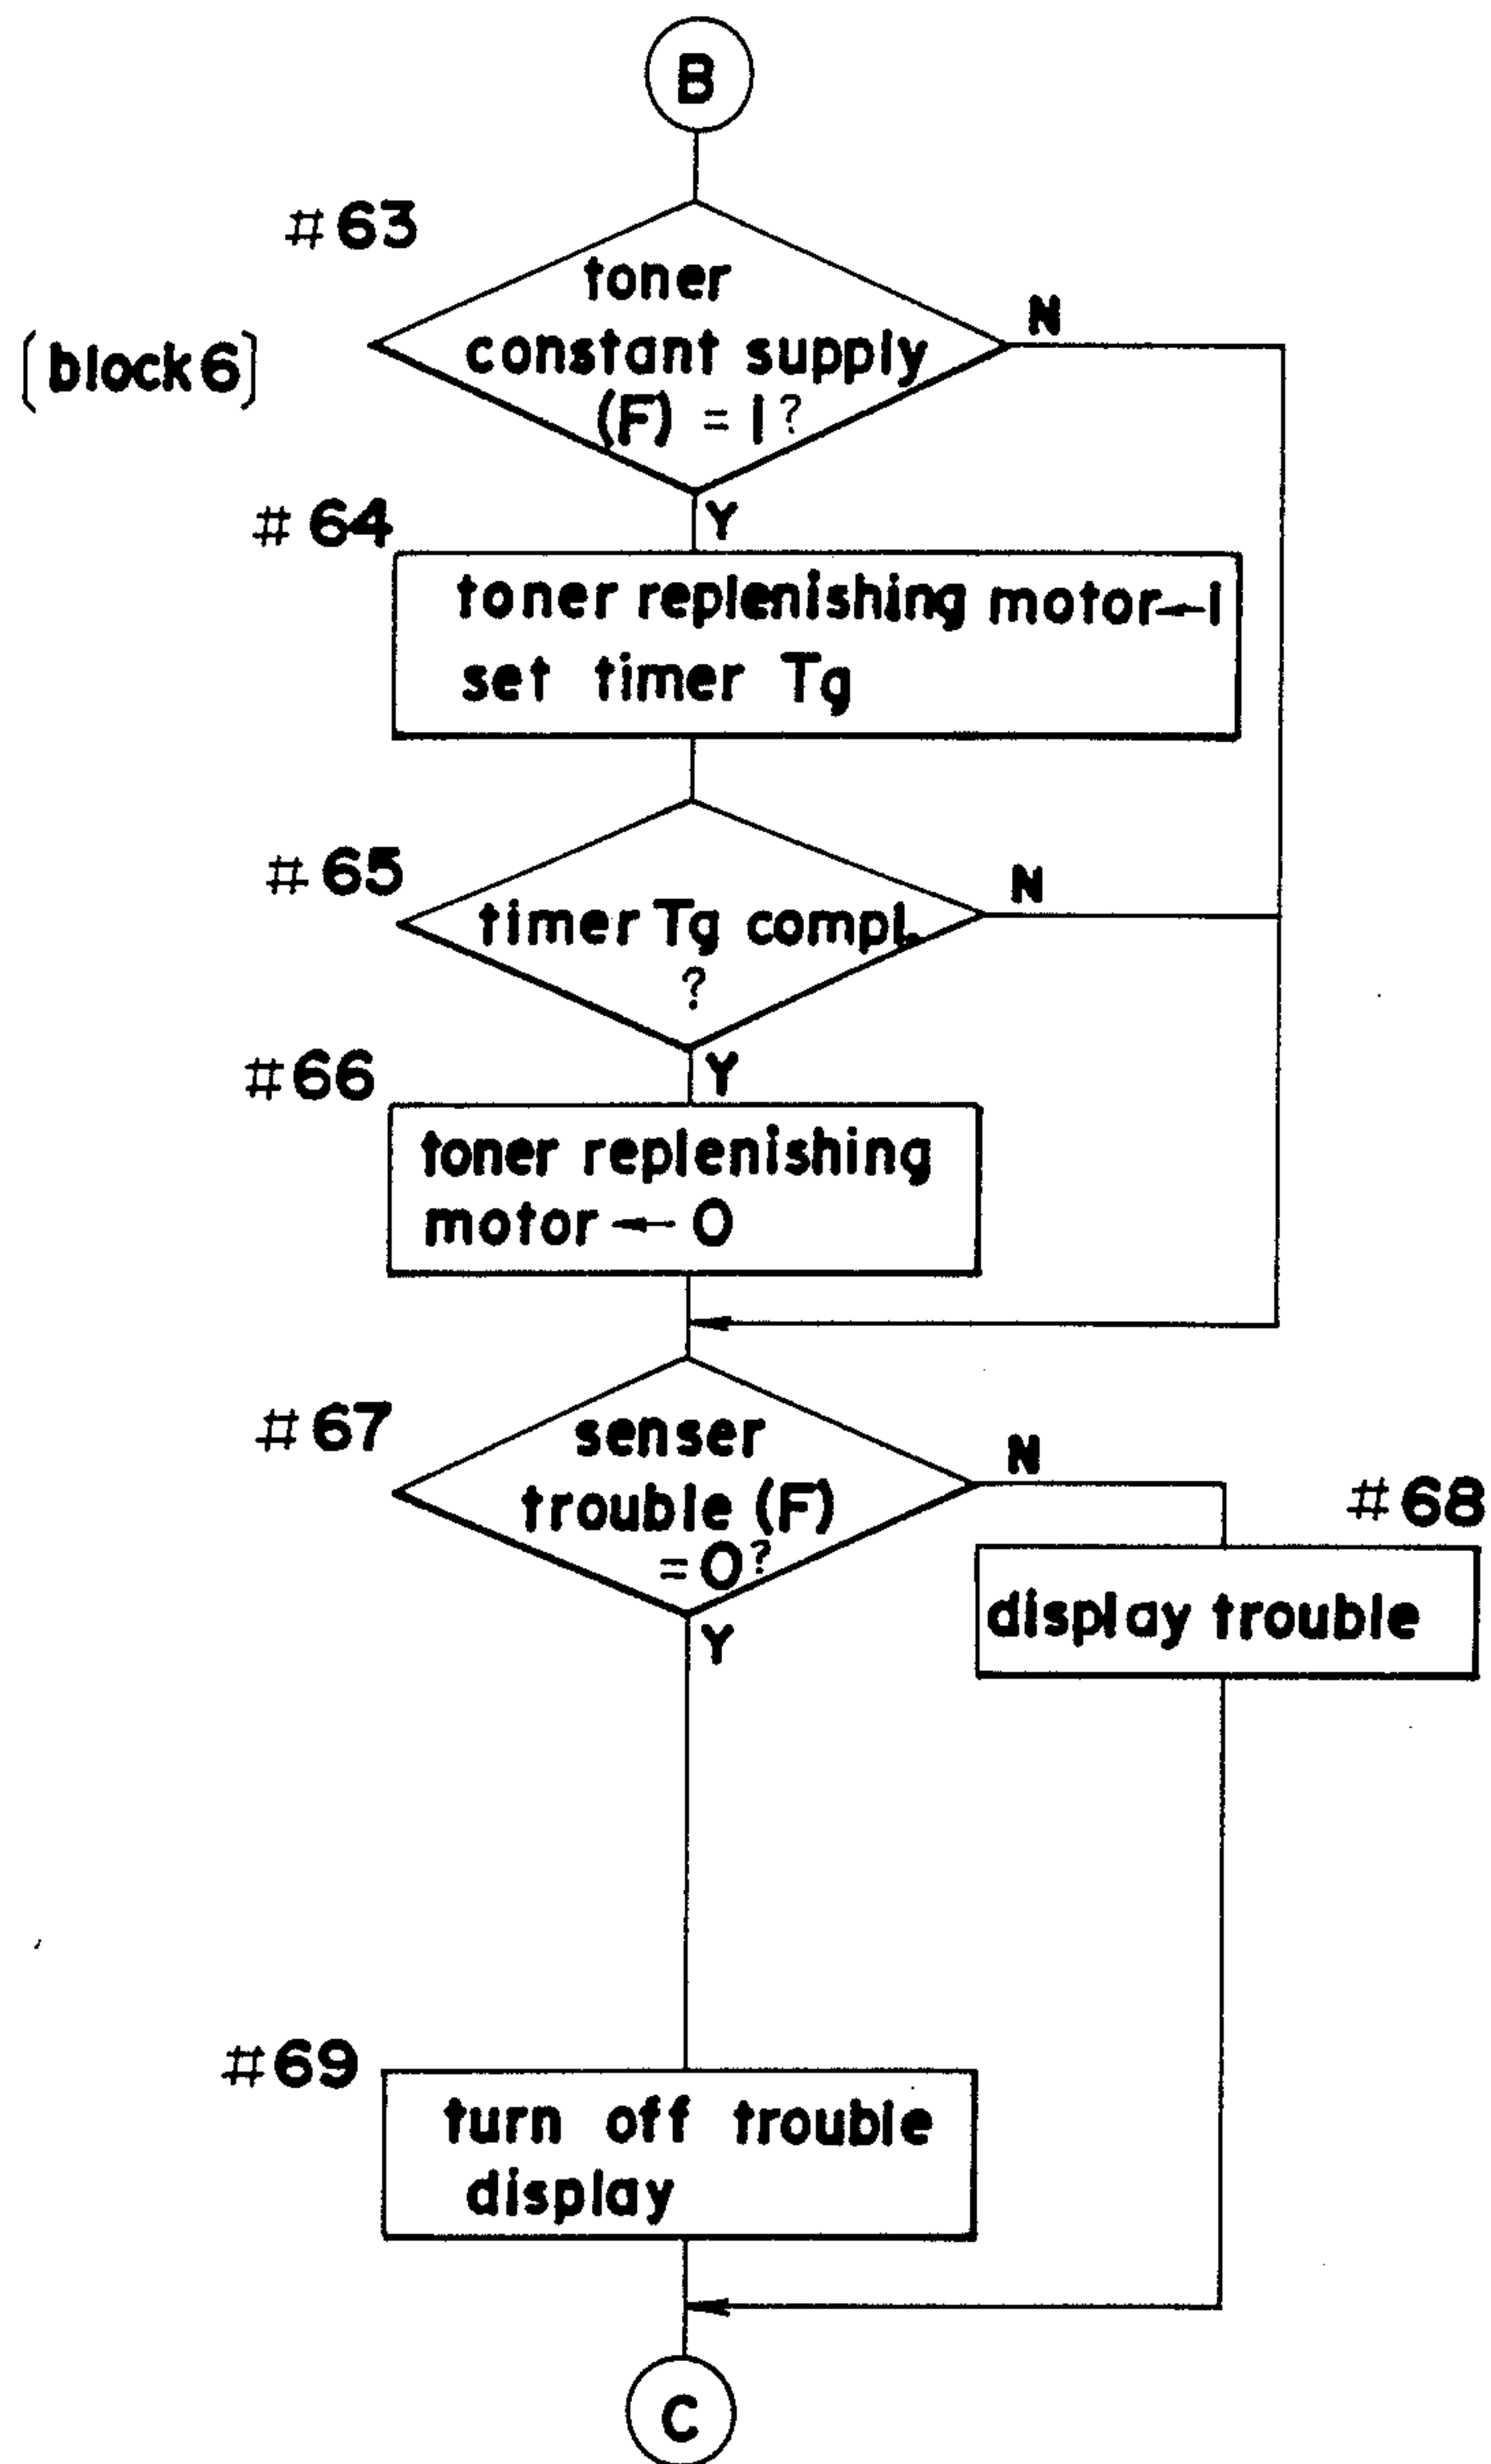 B
#63
toner
constant supply
(F) = 1?
N
[block6]
Y
#64
toner replenishing motor←1
set timer Tg
#65
timer Tg compl.
?
N
Y
#66
toner replenishing
motor ← 0
#67
senser
trouble (F)
=0?
N
Y
#68
display trouble
#69
turn off trouble
display
C